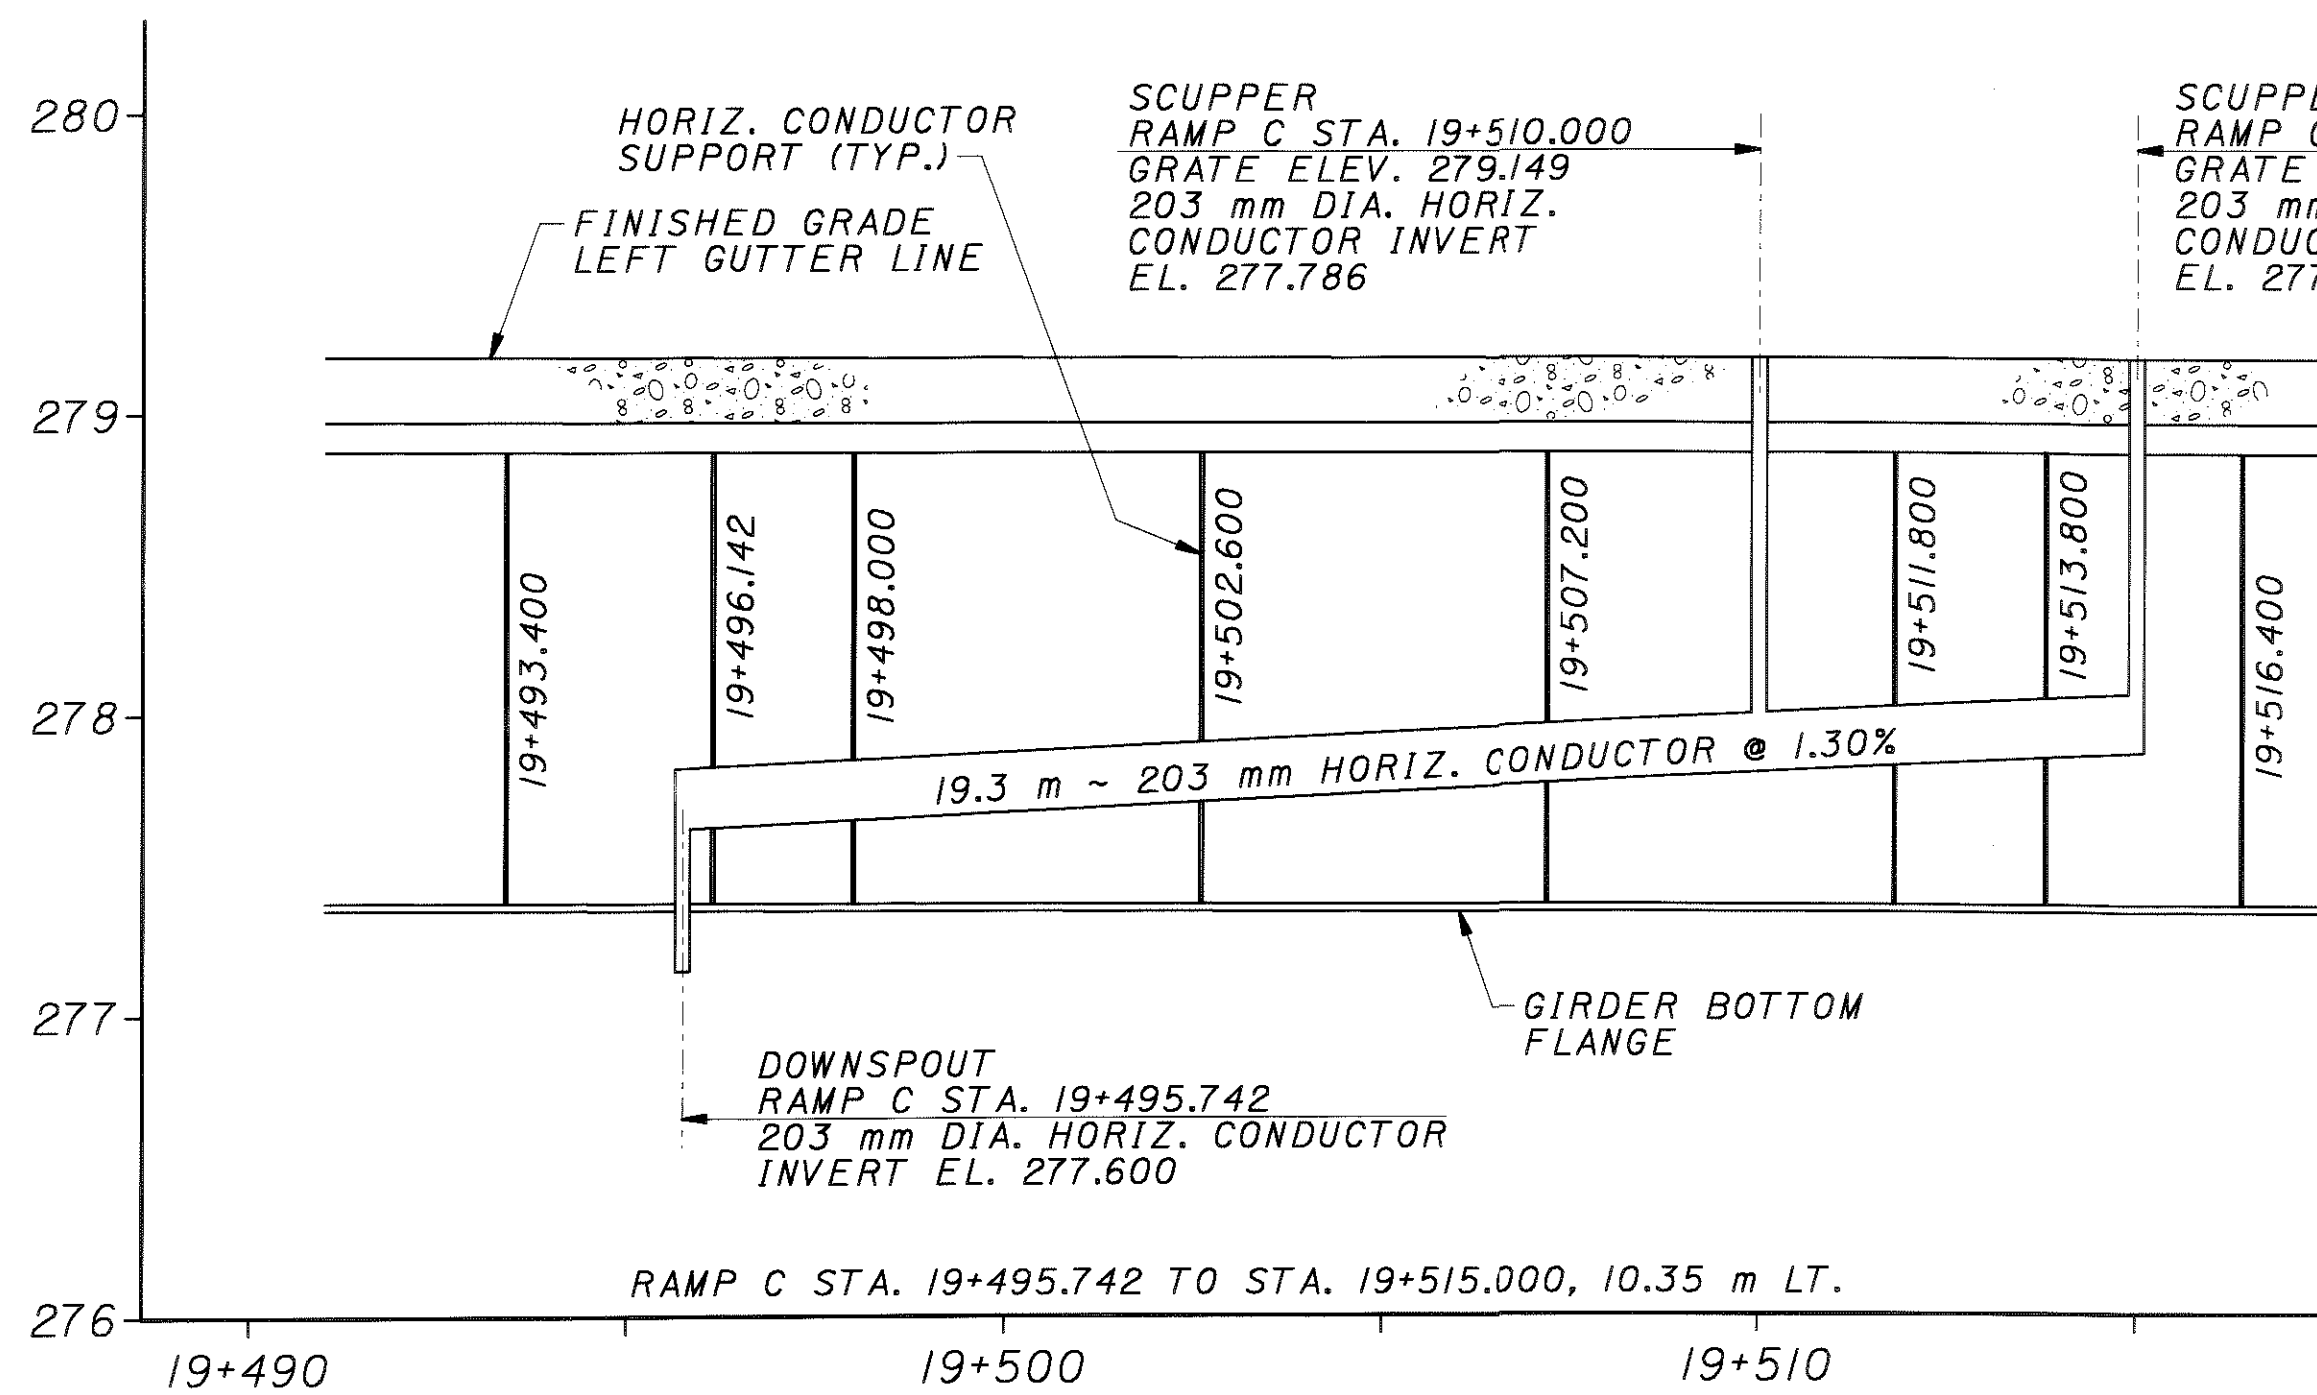 280
279
278
277
276
HORIZ. CONDUCTOR
SUPPORT (TYP.)
FINISHED GRADE
LEFT GUTTER LINE
SCUPPER
RAMP C STA. 19+510.000
GRATE ELEV. 279.149
203 mm DIA. HORIZ.
CONDUCTOR INVERT
EL. 277.786
RAMP
GRATE
203
EL. 277
19+493.400
19+496.142
19+498.000
19+502.600
19+507.200
19+511.800
19+513.800
19+516.400
19.3 m ~ 203 mm HORIZ. CONDUCTOR @ 1.30%
GIRDER BOTTOM
FLANGE
DOWNSPOUT
RAMP C STA. 19+495.742
203 mm DIA. HORIZ. CONDUCTOR
INVERT EL. 277.600
RAMP C STA. 19+495.742 TO STA. 19+515.000, 10.35 m LT.
19+490
19+500
19+510